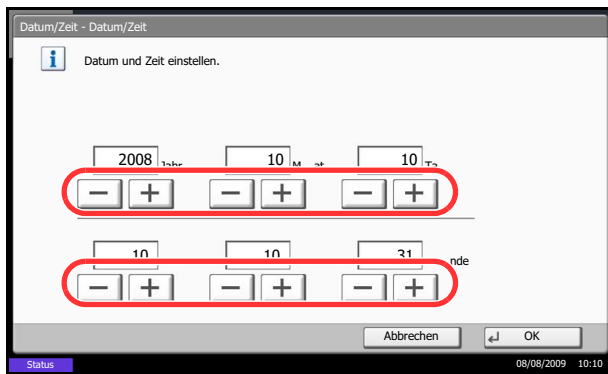 Datum/Zeit - Datum/Zeit
Datum und Zeit einstellen.
2008 10 10
10 10 31 nde
Abbrechen OK
Status 08/08/2009 10:10